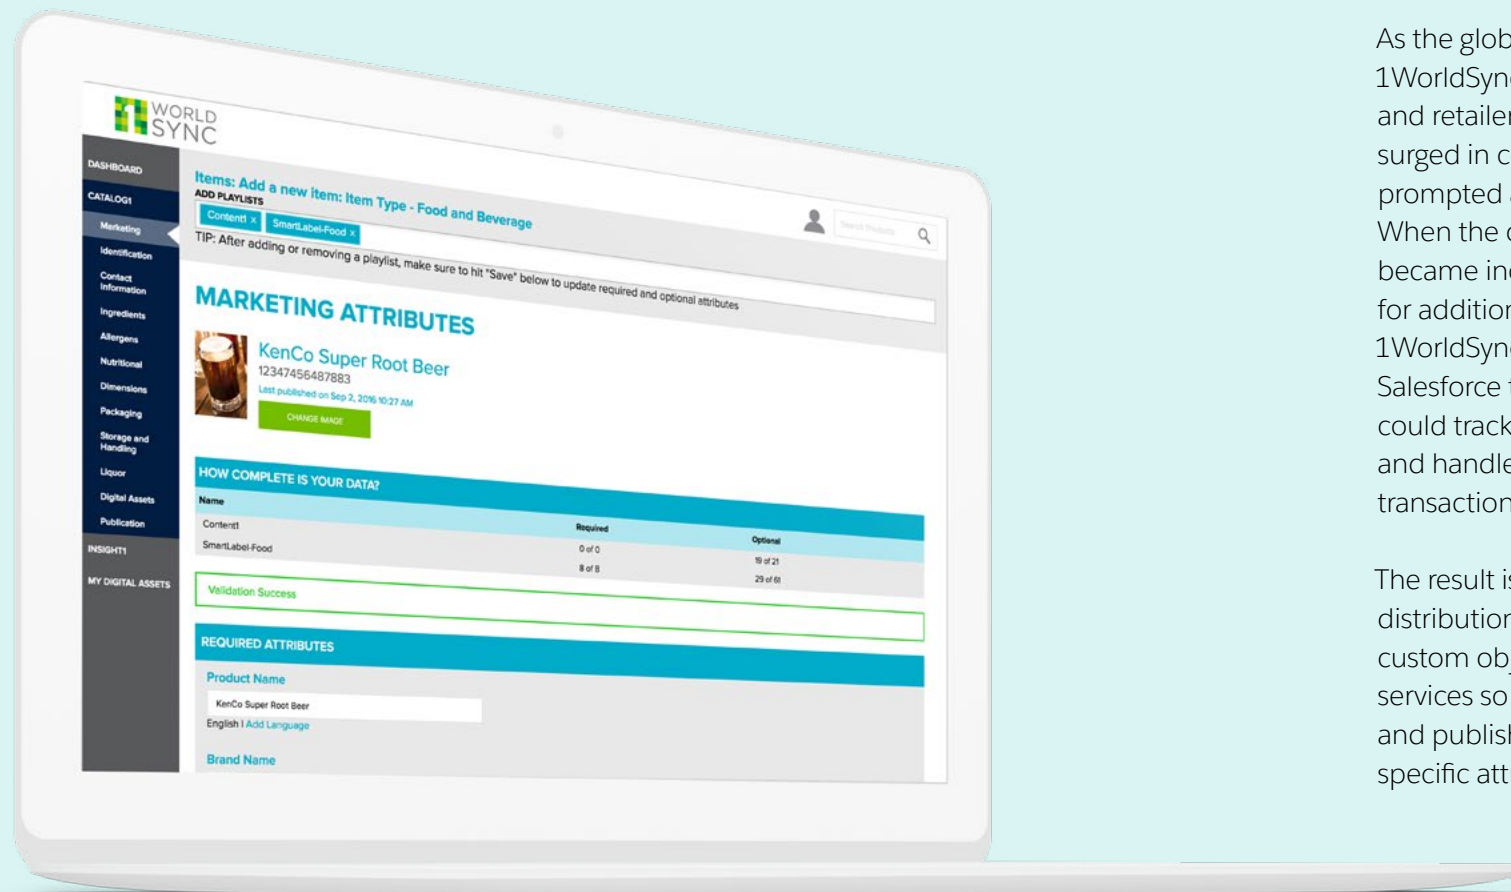 1 WORLD
SYNC
DASHBOARD
CATALOG1
Marketing
Identification
Contact
Information
Ingredients
Allergens
Nutritional
Dimensions
Packaging
Storage and
Handling
Liquor
Digital Assets
Publication
INSIGHT1
MY DIGITAL ASSETS
Items: Add a new item: Item Type - Food and Beverage
ADD PLAYLISTS
Content1 x SmartLabel-Food x
TIP: After adding or removing a playlist, make sure to hit "Save" below to update required and optional attributes
Search Products
MARKETING ATTRIBUTES
KenCo Super Root Beer
12347456487883
Last published on Sep 2, 2016 10:27 AM
CHANGE IMAGE
HOW COMPLETE IS YOUR DATA?
Name Required Optional
Content1 0 of 0 19 of 21
SmartLabel-Food 8 of 8 29 of 61
Validation Success
REQUIRED ATTRIBUTES
Product Name
KenCo Super Root Beer
English | Add Language
Brand Name
As the glob
1WorldSync
and retailer
surged in c
prompted a
When the c
became inc
for addition
1WorldSync
Salesforce t
could track
and handle
transaction
The result is
distribution
custom obj
services so
and publish
specific att